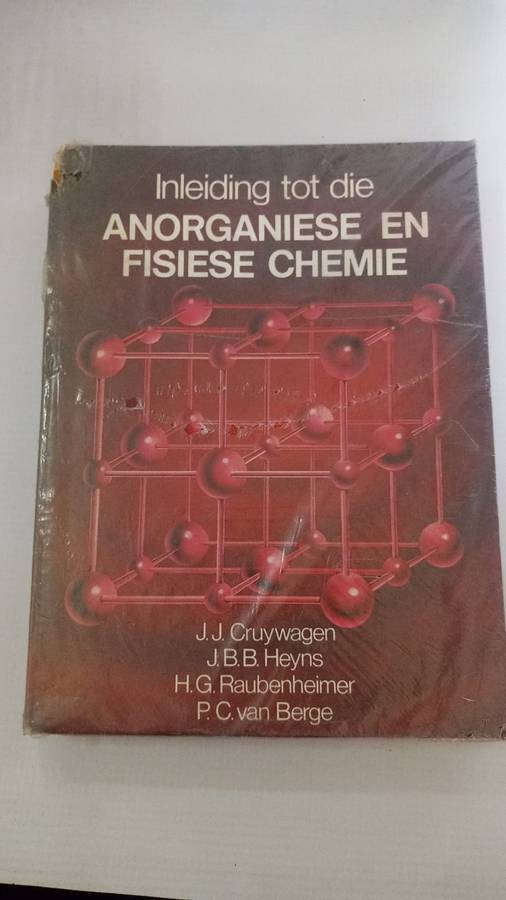 Inleiding tot die
ANORGANIESE EN
FISIESE CHEMIE
J. J. Cruywagen
J. B. B. Heyns
H. G. Raubenheimer
P. C. van Berge